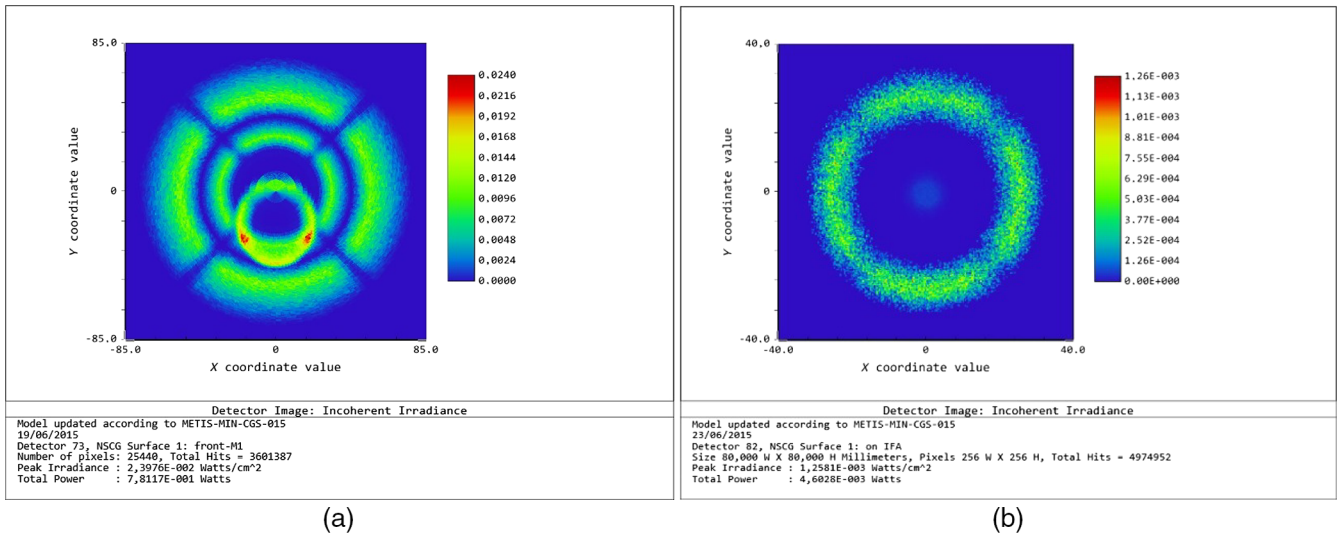 85.0
0
-85.0
-85.0
0
85.0
Y coordinate value
X coordinate value
0,0240
0,0216
0,0192
0,0168
0,0144
0,0120
0,0096
0,0072
0,0048
0,0024
0,0000
Detector Image: Incoherent Irradiance
Model updated according to METIS-MIN-CGS-015
19/06/2015
Detector 73, NSCG Surface 1: front-M1
Number of pixels: 25440, Total Hits = 3601387
Peak Irradiance : 2,3976E-002 Watts/cm^2
Total Power : 7,8117E-001 Watts
(a)
40,0
0
-40.0
-40.0
0
40.0
Y coordinate value
X coordinate value
1,26E-003
1,13E-003
1,01E-003
8,81E-004
7,55E-004
6,29E-004
5,03E-004
3,77E-004
2,52E-004
1,26E-004
0,00E+000
Detector Image: Incoherent Irradiance
Model updated according to METIS-MIN-CGS-015
23/06/2015
Detector 82, NSCG Surface 1: on IFA
Size 80,000 W X 80,000 H Millimeters, Pixels 256 W X 256 H, Total Hits = 4974952
Peak Irradiance : 1,2581E-003 Watts/cm^2
Total Power : 4,6028E-003 Watts
(b)